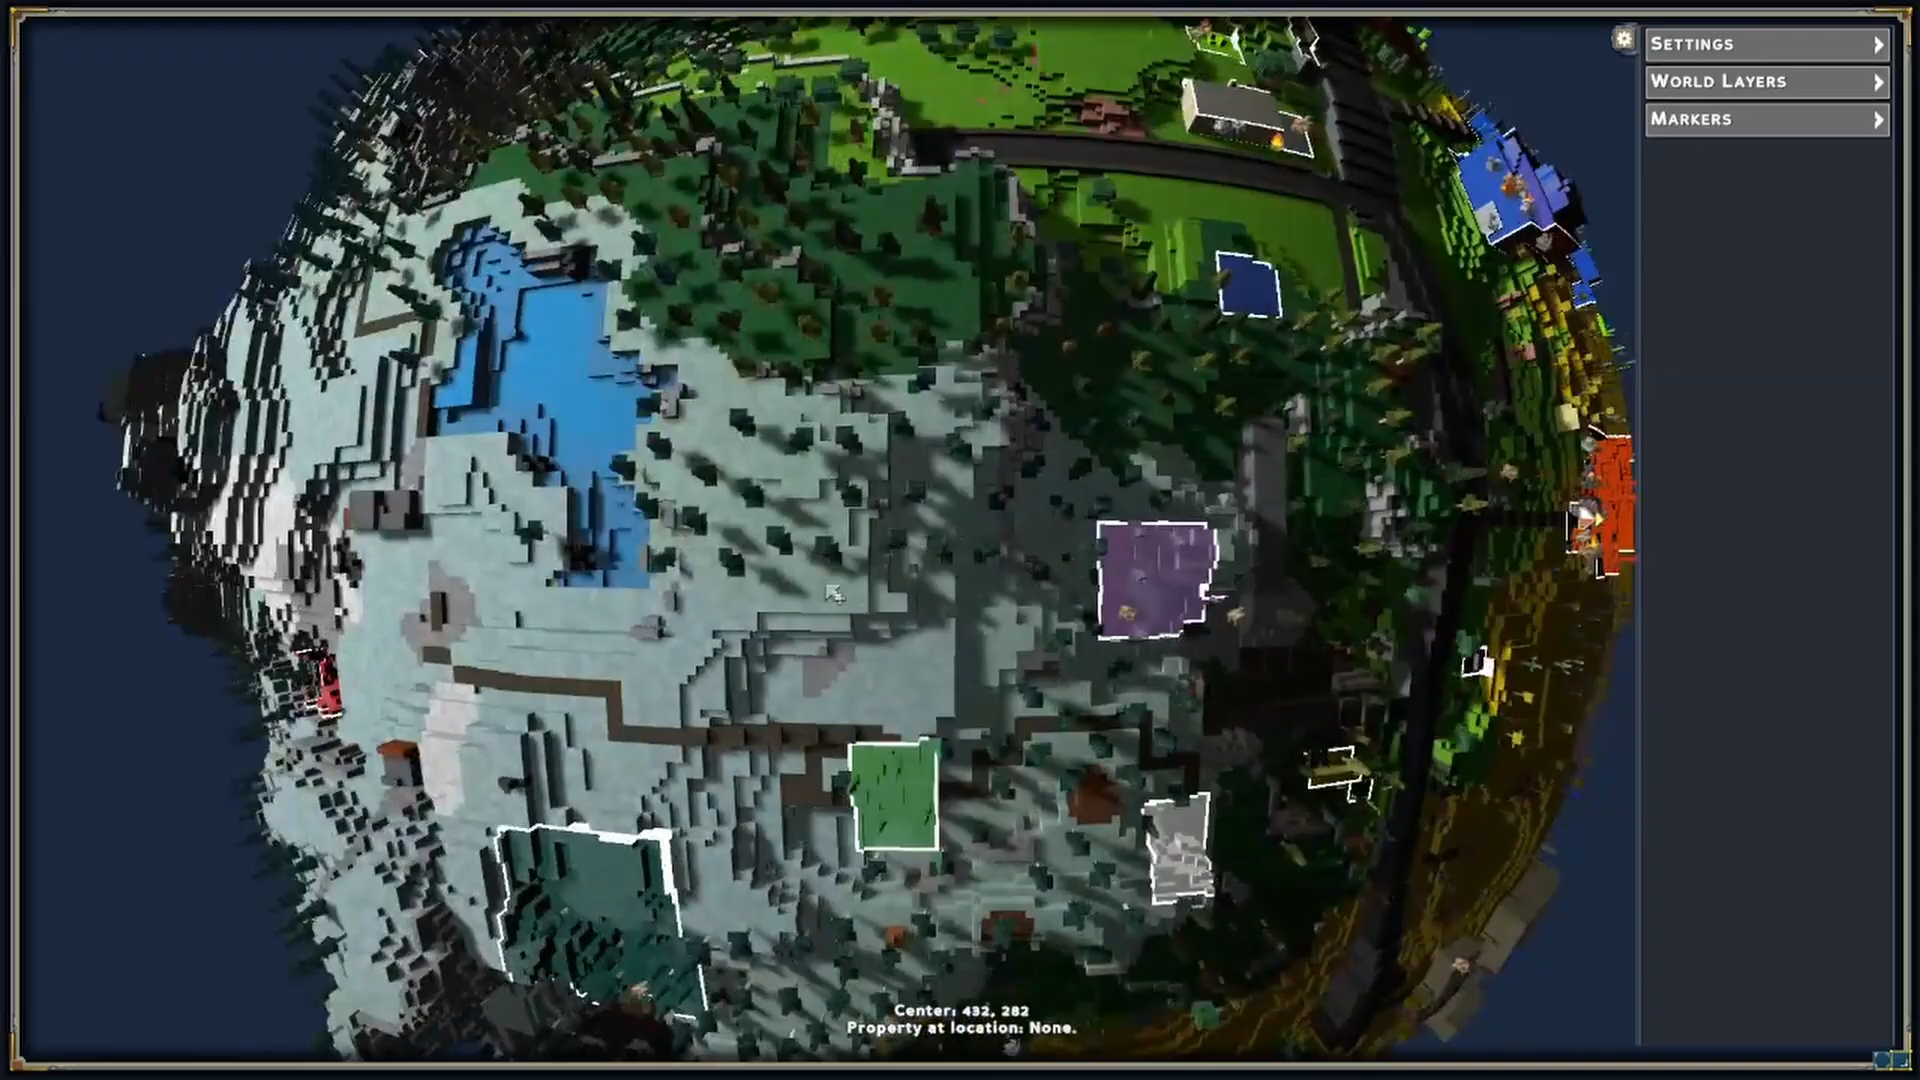 SETTINGS
WORLD LAYERS
MARKERS
Center: 432, 282
Property at location: None.